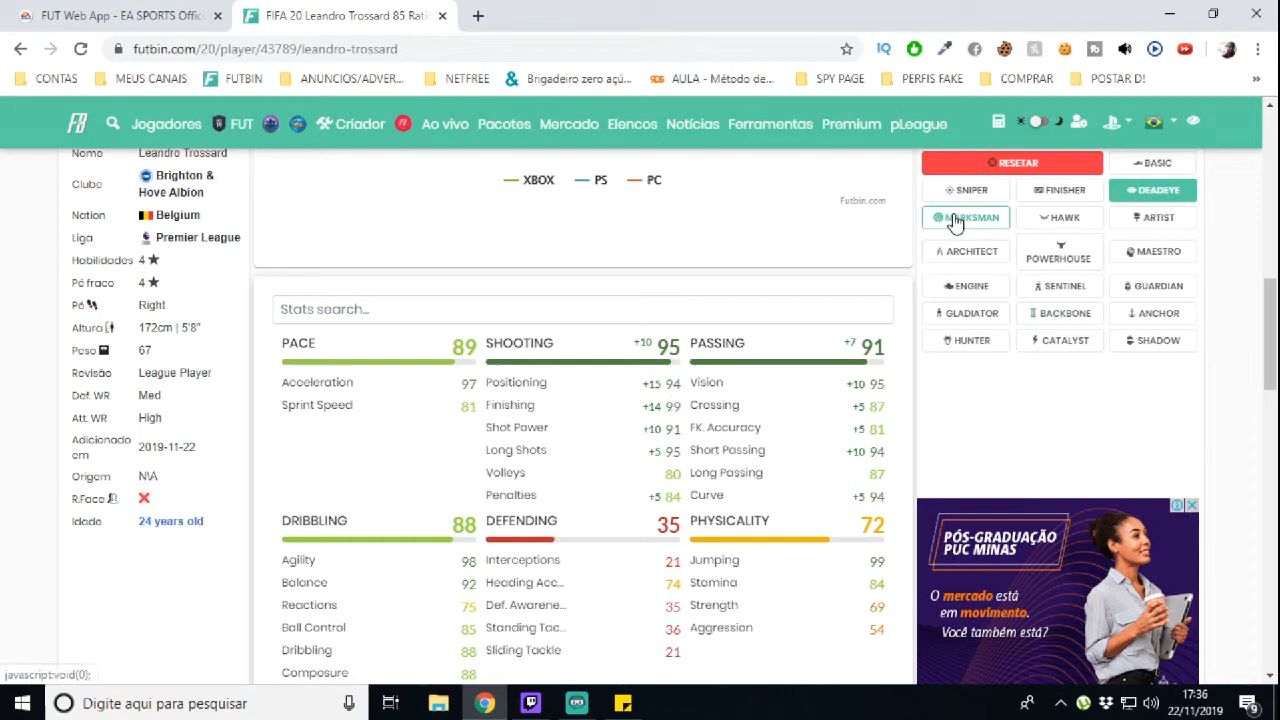 FUT Web App - EA SPORTS Offic
FIFA 20 Leandro Trossard 85 Rati
futbin.com/20/player/43789/leandro-trossard
CONTAS
MEUS CANAIS
FUTBIN
ANUNCIOS/ADVER...
NETFREE
Brigadeiro zero açú...
AULA - Método de...
SPY PAGE
PERFIS FAKE
COMPRAR
POSTAR D!
Jogadores
FUT
Criador
Ao vivo
Pacotes
Mercado
Elencos
Notícias
Ferramentas
Premium
pLeague
Nome Leandro Trossard
Clube Brighton &
Hove Albion
Nation Belgium
Liga Premier League
Habilidades 4
Pé fraco 4
Pé Right
Altura 172cm | 5'8"
Peso 67
Revisão League Player
Def. WR Med
Att. WR High
Adicionado
em 2019-11-22
Origem N\A
R.Face
Idade 24 years old
XBOX PS PC
Futbin.com
Stats search...
PACE 89
Acceleration 97
Sprint Speed 81
SHOOTING +10 95
Positioning +15 94
Finishing +14 99
Shot Power +10 91
Long Shots +5 95
Volleys 80
Penalties +5 84
PASSING +7 91
Vision +10 95
Crossing +5 87
FK. Accuracy +5 81
Short Passing +10 94
Long Passing 87
Curve +5 94
DRIBBLING 88
Agility 98
Balance 92
Reactions 75
Ball Control 85
Dribbling 88
Composure 88
DEFENDING 35
Interceptions 21
Heading Acc... 74
Def. Awarene... 35
Standing Tac... 36
Sliding Tackle 21
PHYSICALITY 72
Jumping 99
Stamina 84
Strength 69
Aggression 54
RESETAR
BASIC
SNIPER
FINISHER
DEADEYE
MARKSMAN
HAWK
ARTIST
ARCHITECT
POWERHOUSE
MAESTRO
ENGINE
SENTINEL
GUARDIAN
GLADIATOR
BACKBONE
ANCHOR
HUNTER
CATALYST
SHADOW
PÓS-GRADUAÇÃO
PUC MINAS
O mercado está
em movimento.
Você também está?
javascript:void(0);
Digite aqui para pesquisar
17:36
22/11/2019
9